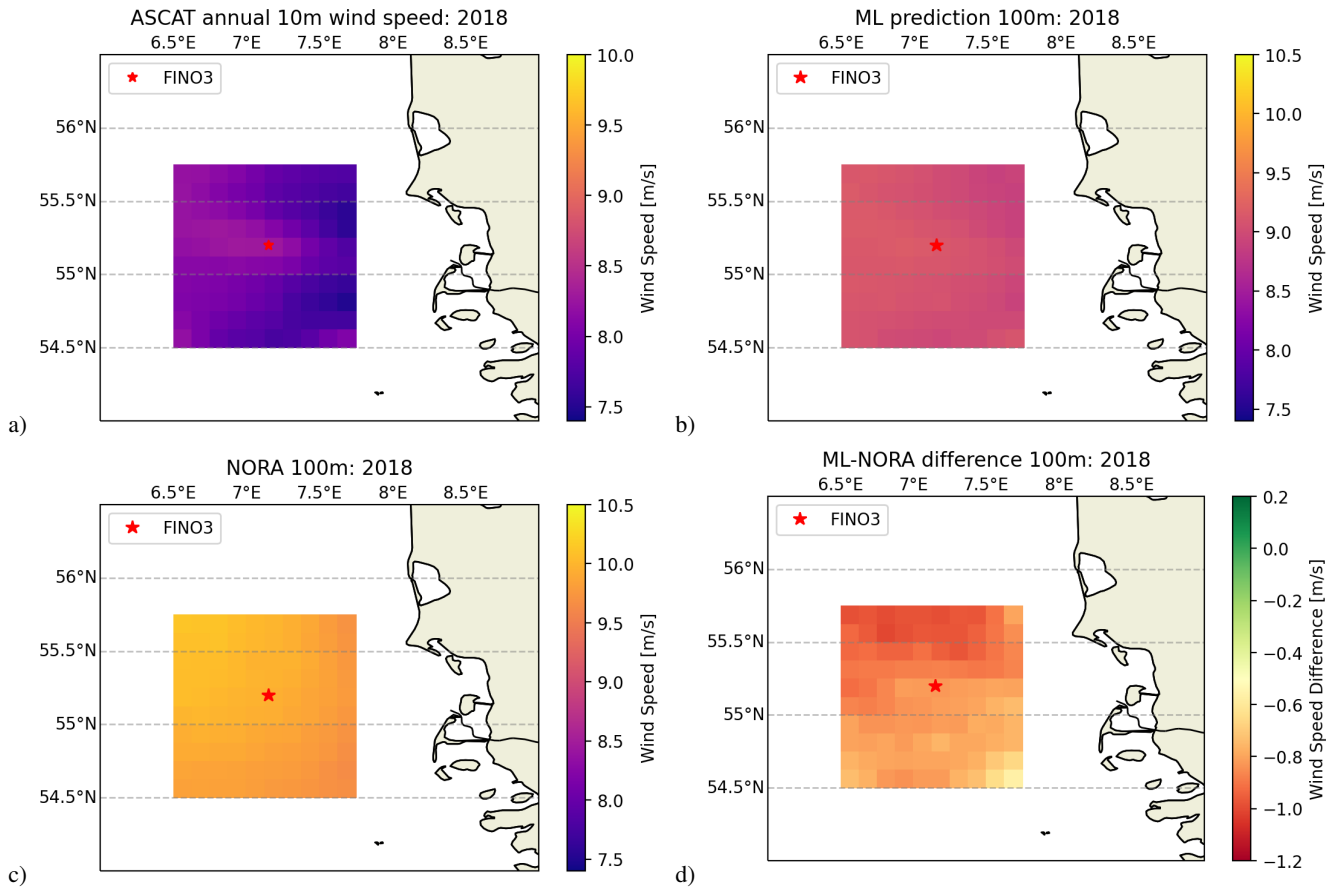 ASCAT annual 10m wind speed: 2018
6.5°E 7°E 7.5°E 8°E 8.5°E
FINO3
56°N
55.5°N
55°N
54.5°N
10.0
9.5
9.0
8.5
8.0
7.5
Wind Speed [m/s]
a)
ML prediction 100m: 2018
6.5°E 7°E 7.5°E 8°E 8.5°E
FINO3
56°N
55.5°N
55°N
54.5°N
10.5
10.0
9.5
9.0
8.5
8.0
7.5
Wind Speed [m/s]
b)
NORA 100m: 2018
6.5°E 7°E 7.5°E 8°E 8.5°E
FINO3
56°N
55.5°N
55°N
54.5°N
10.5
10.0
9.5
9.0
8.5
8.0
7.5
Wind Speed [m/s]
c)
ML-NORA difference 100m: 2018
6.5°E 7°E 7.5°E 8°E 8.5°E
FINO3
56°N
55.5°N
55°N
54.5°N
0.2
0.0
−0.2
−0.4
−0.6
−0.8
−1.0
−1.2
Wind Speed Difference [m/s]
d)